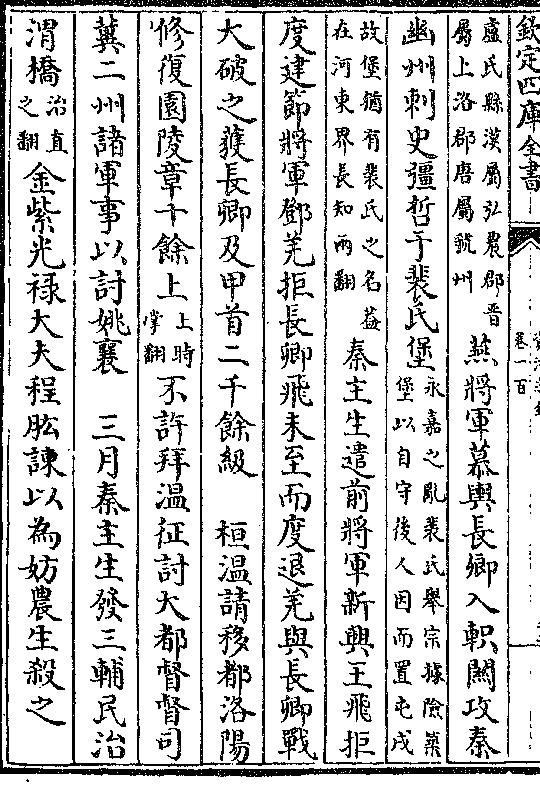 欽定四庫全書
卷一百
盧氏縣漢屬弘農郡晉
屬上洛郡唐屬虢州
燕將軍慕輿長卿入軹關攻秦
幽州刺史彊哲于裴氏堡
永嘉之亂裴氏舉宗據險築
堡以自守後人因而置屯戍
故堡猶有裴氏之名葢
在河東界長知兩翻
秦主生遣前將軍新興王飛拒
度建節將軍鄧羌拒長卿飛未至而度退羌與長卿戰
大破之獲長卿及甲首二千餘級　桓温請移都洛陽
修復園陵章十餘上
上時
掌翻
不許拜温征討大都督督司
冀二州諸軍事以討姚襄　三月秦主生發三輔民治
渭橋
治直
之翻
金紫光禄大夫程肱諫以為妨農生殺之